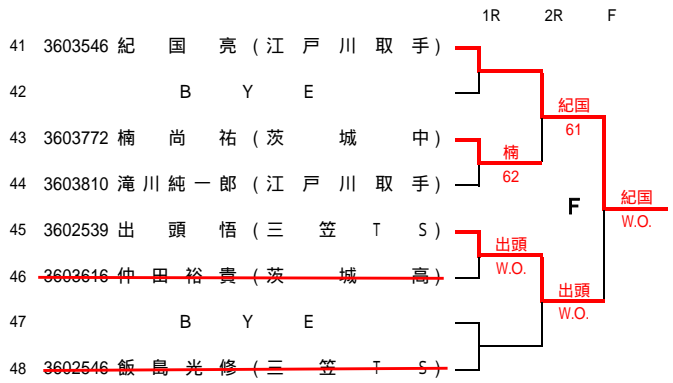 1R 2R F
41 3603546 紀 国 亮 (江 戸 川 取 手)
42 B Y E
紀国
61
43 3603772 楠 尚 祐 (茨 城 中)
楠
62
44 3603810 滝川純一郎 (江 戸 川 取 手)
F
紀国
W.O.
45 3602539 出 頭 悟 (三 笠 T S)
出頭
W.O.
46 3603616 仲 田 裕 貴 (茨 城 高)
出頭
W.O.
47 B Y E
48 3602546 飯 島 光 修 (三 笠 T S)